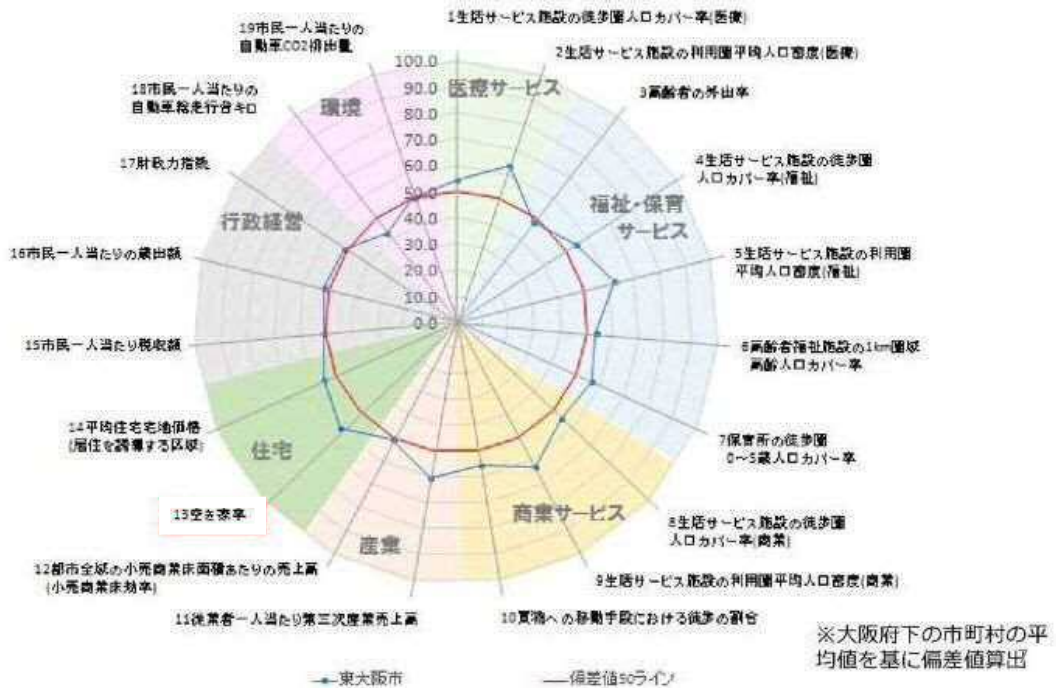 1生活サービス施設の徒歩圏人口カバー率(医療)
2生活サービス施設の利用圏平均人口密度(医療)
3高齢者の外出率
4生活サービス施設の徒歩圏
人口カバー率(福祉)
5生活サービス施設の利用圏
平均人口密度(福祉)
6高齢者福祉施設の1km圏域
高齢人口カバー率
7保育所の徒歩圏
0～5歳人口カバー率
8生活サービス施設の徒歩圏
人口カバー率(商業)
9生活サービス施設の利用圏平均人口密度(商業)
10買物への移動手段における徒歩の割合
11従業者一人当たり第三次産業売上高
12都市全域の小売商業床面積あたりの売上高
(小売商業床効率)
13空き家率
14平均住宅宅地価格
(居住を誘導する区域)
15市民一人当たり税収額
16市民一人当たりの歳出額
17財政力指数
18市民一人当たりの
自動車総走行台キロ
19市民一人当たりの
自動車CO2排出量
100.0
90.0
80.0
70.0
60.0
50.0
40.0
30.0
20.0
10.0
0.0
医療サービス
福祉・保育
サービス
商業サービス
産業
住宅
行政経営
環境
東大阪市
偏差値50ライン
※大阪府下の市町村の平
均値を基に偏差値算出